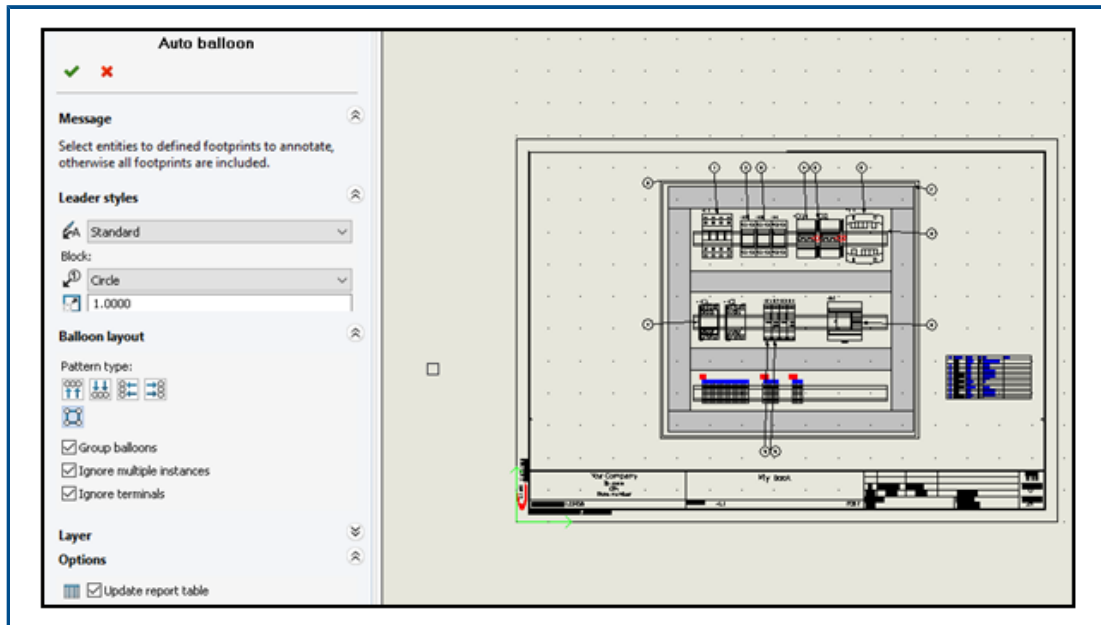 Auto balloon
Message
Select entities to defined footprints to annotate,
otherwise all footprints are included.
Leader styles
Standard
Block:
Circle
1.0000
Balloon layout
Pattern type:
Group balloons
Ignore multiple instances
Ignore terminals
Layer
Options
Update report table
Your Company
My Book